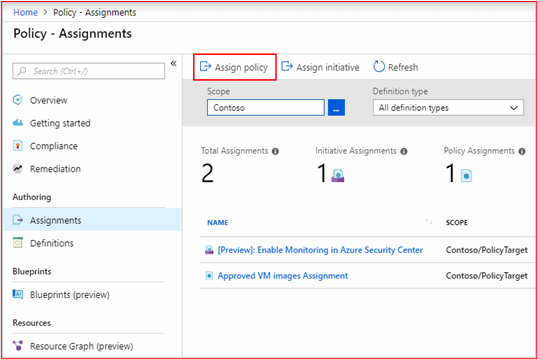 Home > Policy - Assignments
Policy - Assignments
Search (Ctrl+/)
«
Overview
Getting started
Compliance
Remediation
Authoring
Assignments
Definitions
Blueprints
Blueprints (preview)
Resources
Resource Graph (preview)
Assign policy
Assign initiative
Refresh
Scope
Definition type
Contoso
...
All definition types
Total Assignments
Initiative Assignments
Policy Assignments
2
1
1
NAME
SCOPE
[Preview]: Enable Monitoring in Azure Security Center
Contoso/PolicyTarget
Approved VM images Assignment
Contoso/PolicyTarget